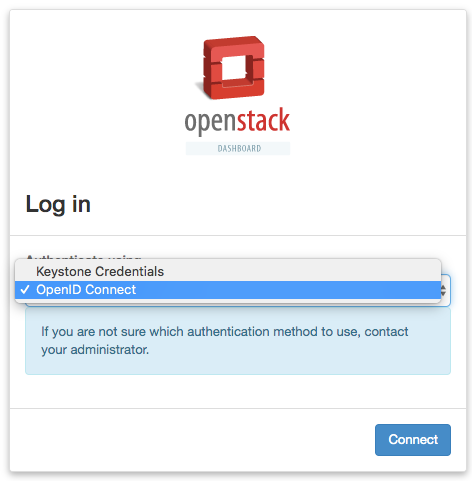 openstack
DASHBOARD
Log in
Authenticate using
Keystone Credentials
✓ OpenID Connect
If you are not sure which authentication method to use, contact
your administrator.
Connect